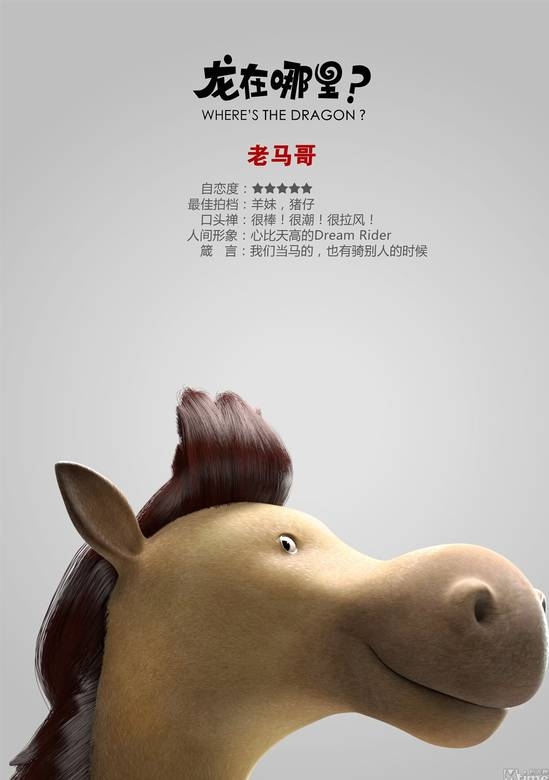 龙在哪里?
WHERE'S THE DRAGON ?
老马哥
自恋度：★★★★★
最佳拍档：羊妹，猪仔
口头禅：很棒！很潮！很拉风！
人间形象：心比天高的Dream Rider
箴 言：我们当马的，也有骑别人的时候